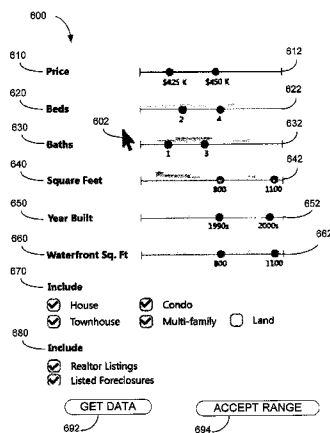 600
610 Price 612
$425 K $450 K
620 Beds 622
2 4
630 602 Baths 632
1 3
640 Square Feet 642
800 1100
650 Year Built 652
1990s 2000s
660 Waterfront Sq. Ft 662
800 1100
670 Include
House Condo
Townhouse Multi-family Land
680 Include
Realtor Listings
Listed Foreclosures
GET DATA ACCEPT RANGE
692 694